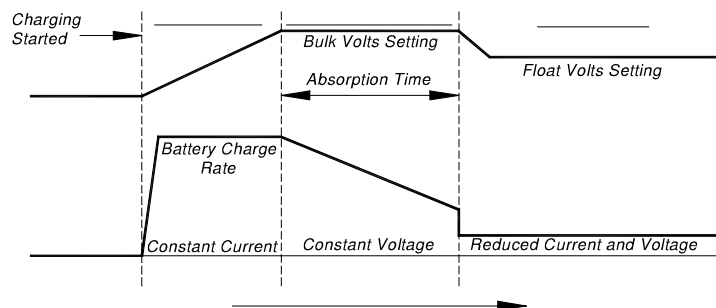 Charging
Started
Bulk Volts Setting
Float Volts Setting
Absorption Time
Battery Charge
Rate
Constant Current
Constant Voltage
Reduced Current and Voltage